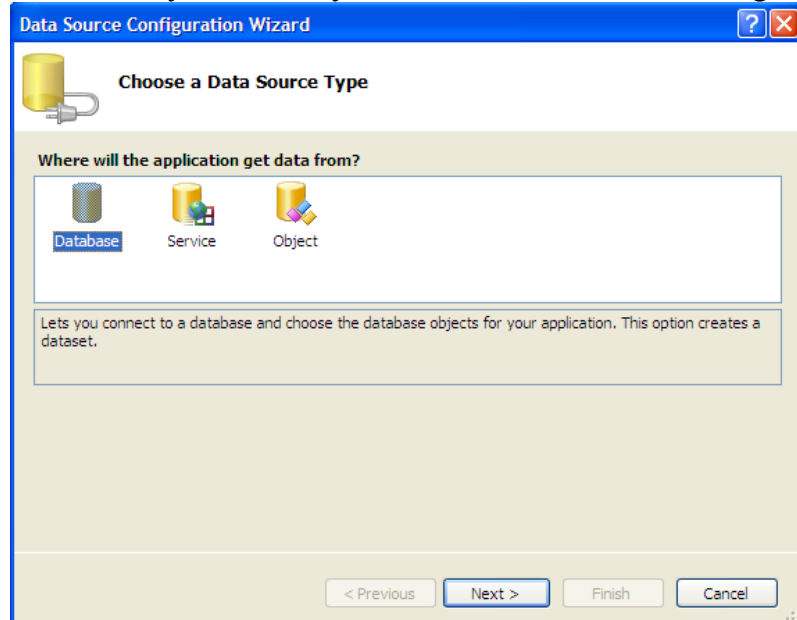 Data Source Configuration Wizard
Choose a Data Source Type
Where will the application get data from?
Database Service Object
Lets you connect to a database and choose the database objects for your application. This option creates a
dataset.
< Previous Next > Finish Cancel